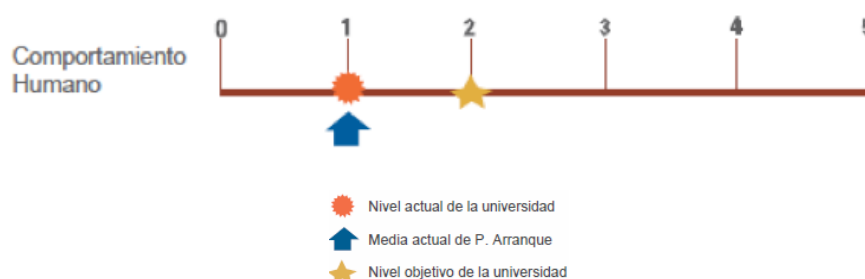 0 1 2 3 4 5
Comportamiento
Humano
Nivel actual de la universidad
Media actual de P. Arranque
Nivel objetivo de la universidad